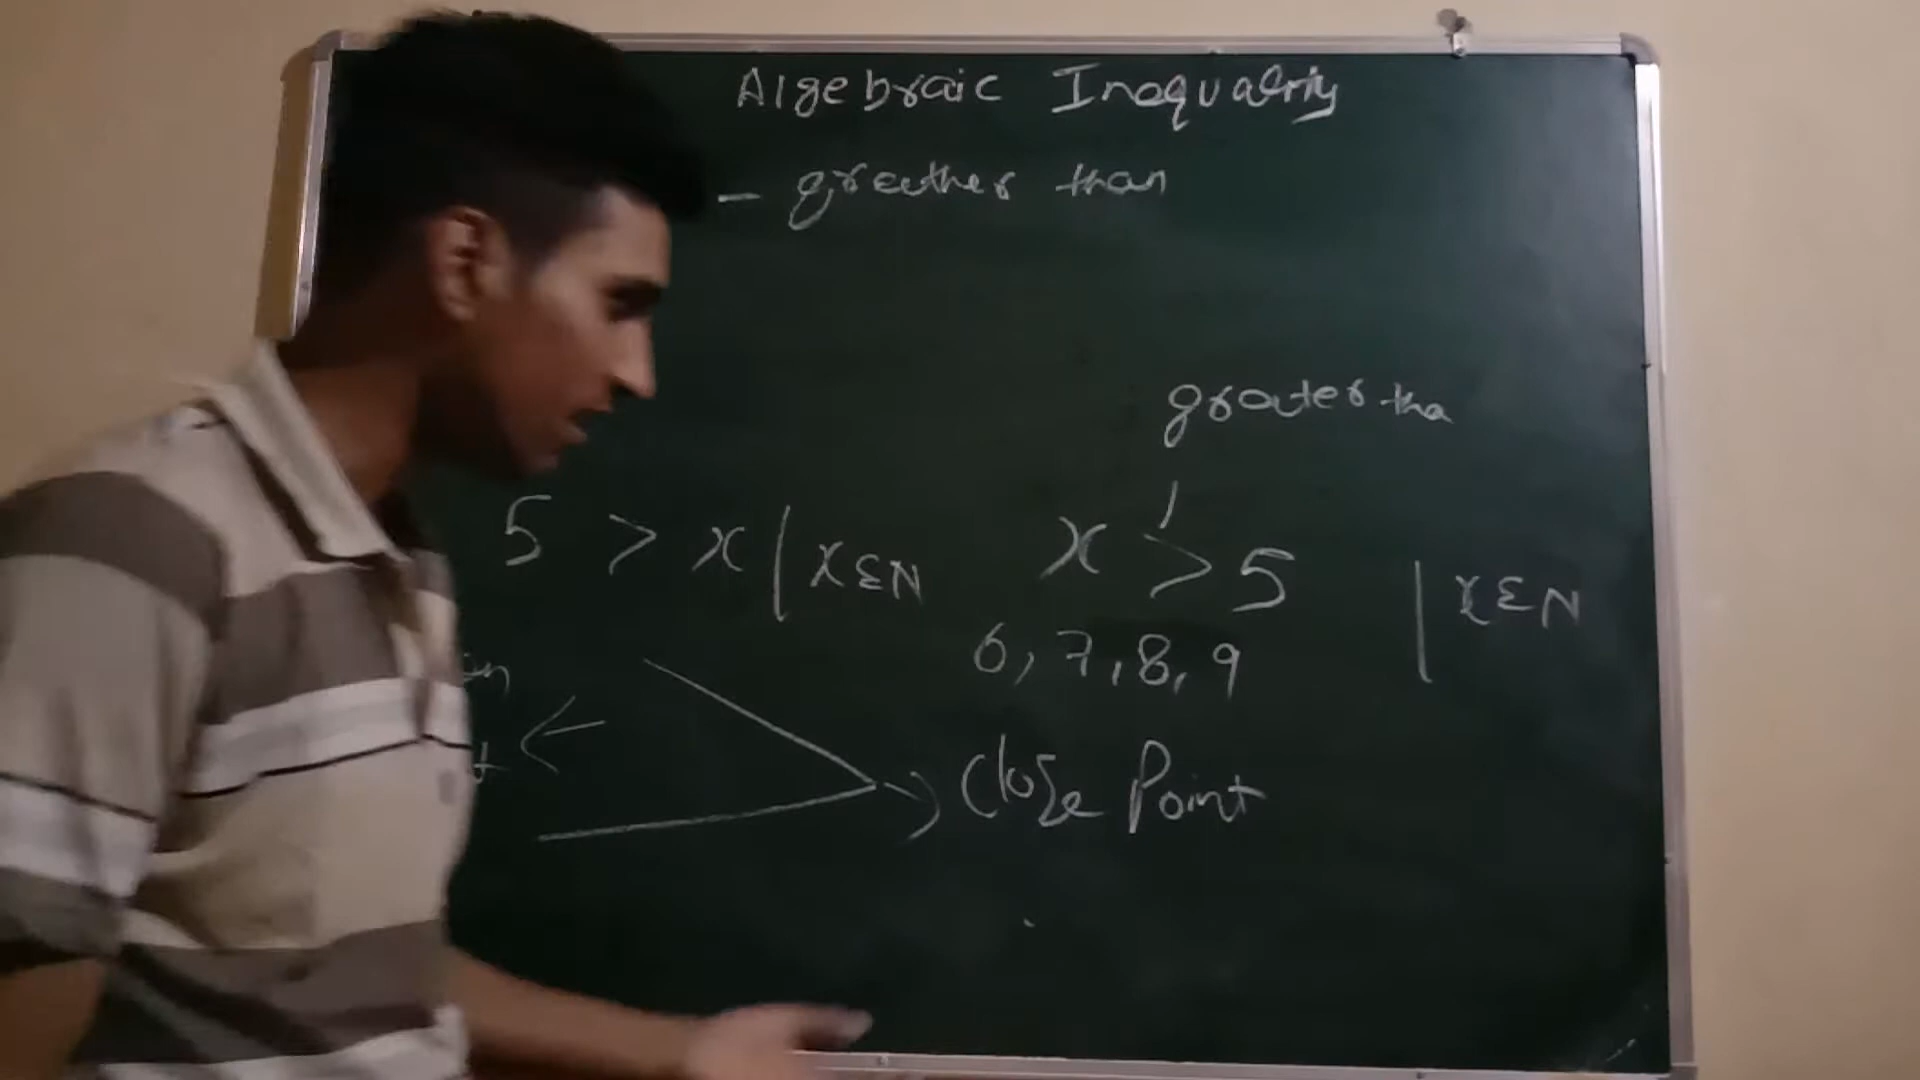 Algebraic Inequality
- greather than
greater tha
5 > x | x ∈ N
x > 5 | x ∈ N
6, 7, 8, 9
Close Point